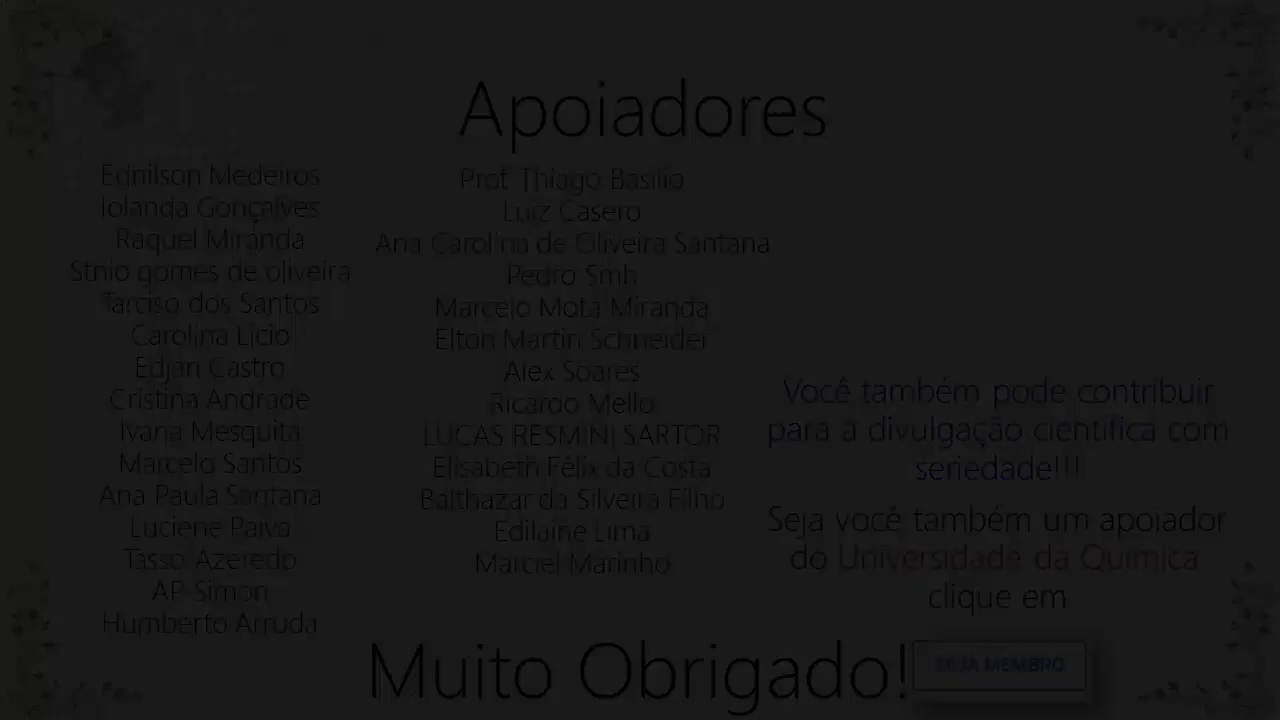 Apoiadores
Ednilson Medeiros
Iolanda Gonçalves
Raquel Miranda
Stnio gomes de oliveira
Tarciso dos Santos
Carolina Licio
Edjan Castro
Cristina Andrade
Ivana Mesquita
Marcelo Santos
Ana Paula Santana
Luciene Paiva
Tasso Azeredo
AP Simon
Humberto Arruda
Prof. Thiago Basilio
Luiz Casero
Ana Carolina de Oliveira Santana
Pedro Smh
Marcelo Mota Miranda
Elton Martin Schneider
Alex Soares
Ricardo Mello
LUCAS RESMINI SARTOR
Elisabeth Félix da Costa
Balthazar da Silveira Filho
Edilaine Lima
Marciel Marinho
Você também pode contribuir
para a divulgação científica com
seriedade!!!
Seja você também um apoiador
do Universidade da Química
clique em
SEJA MEMBRO
Muito Obrigado!